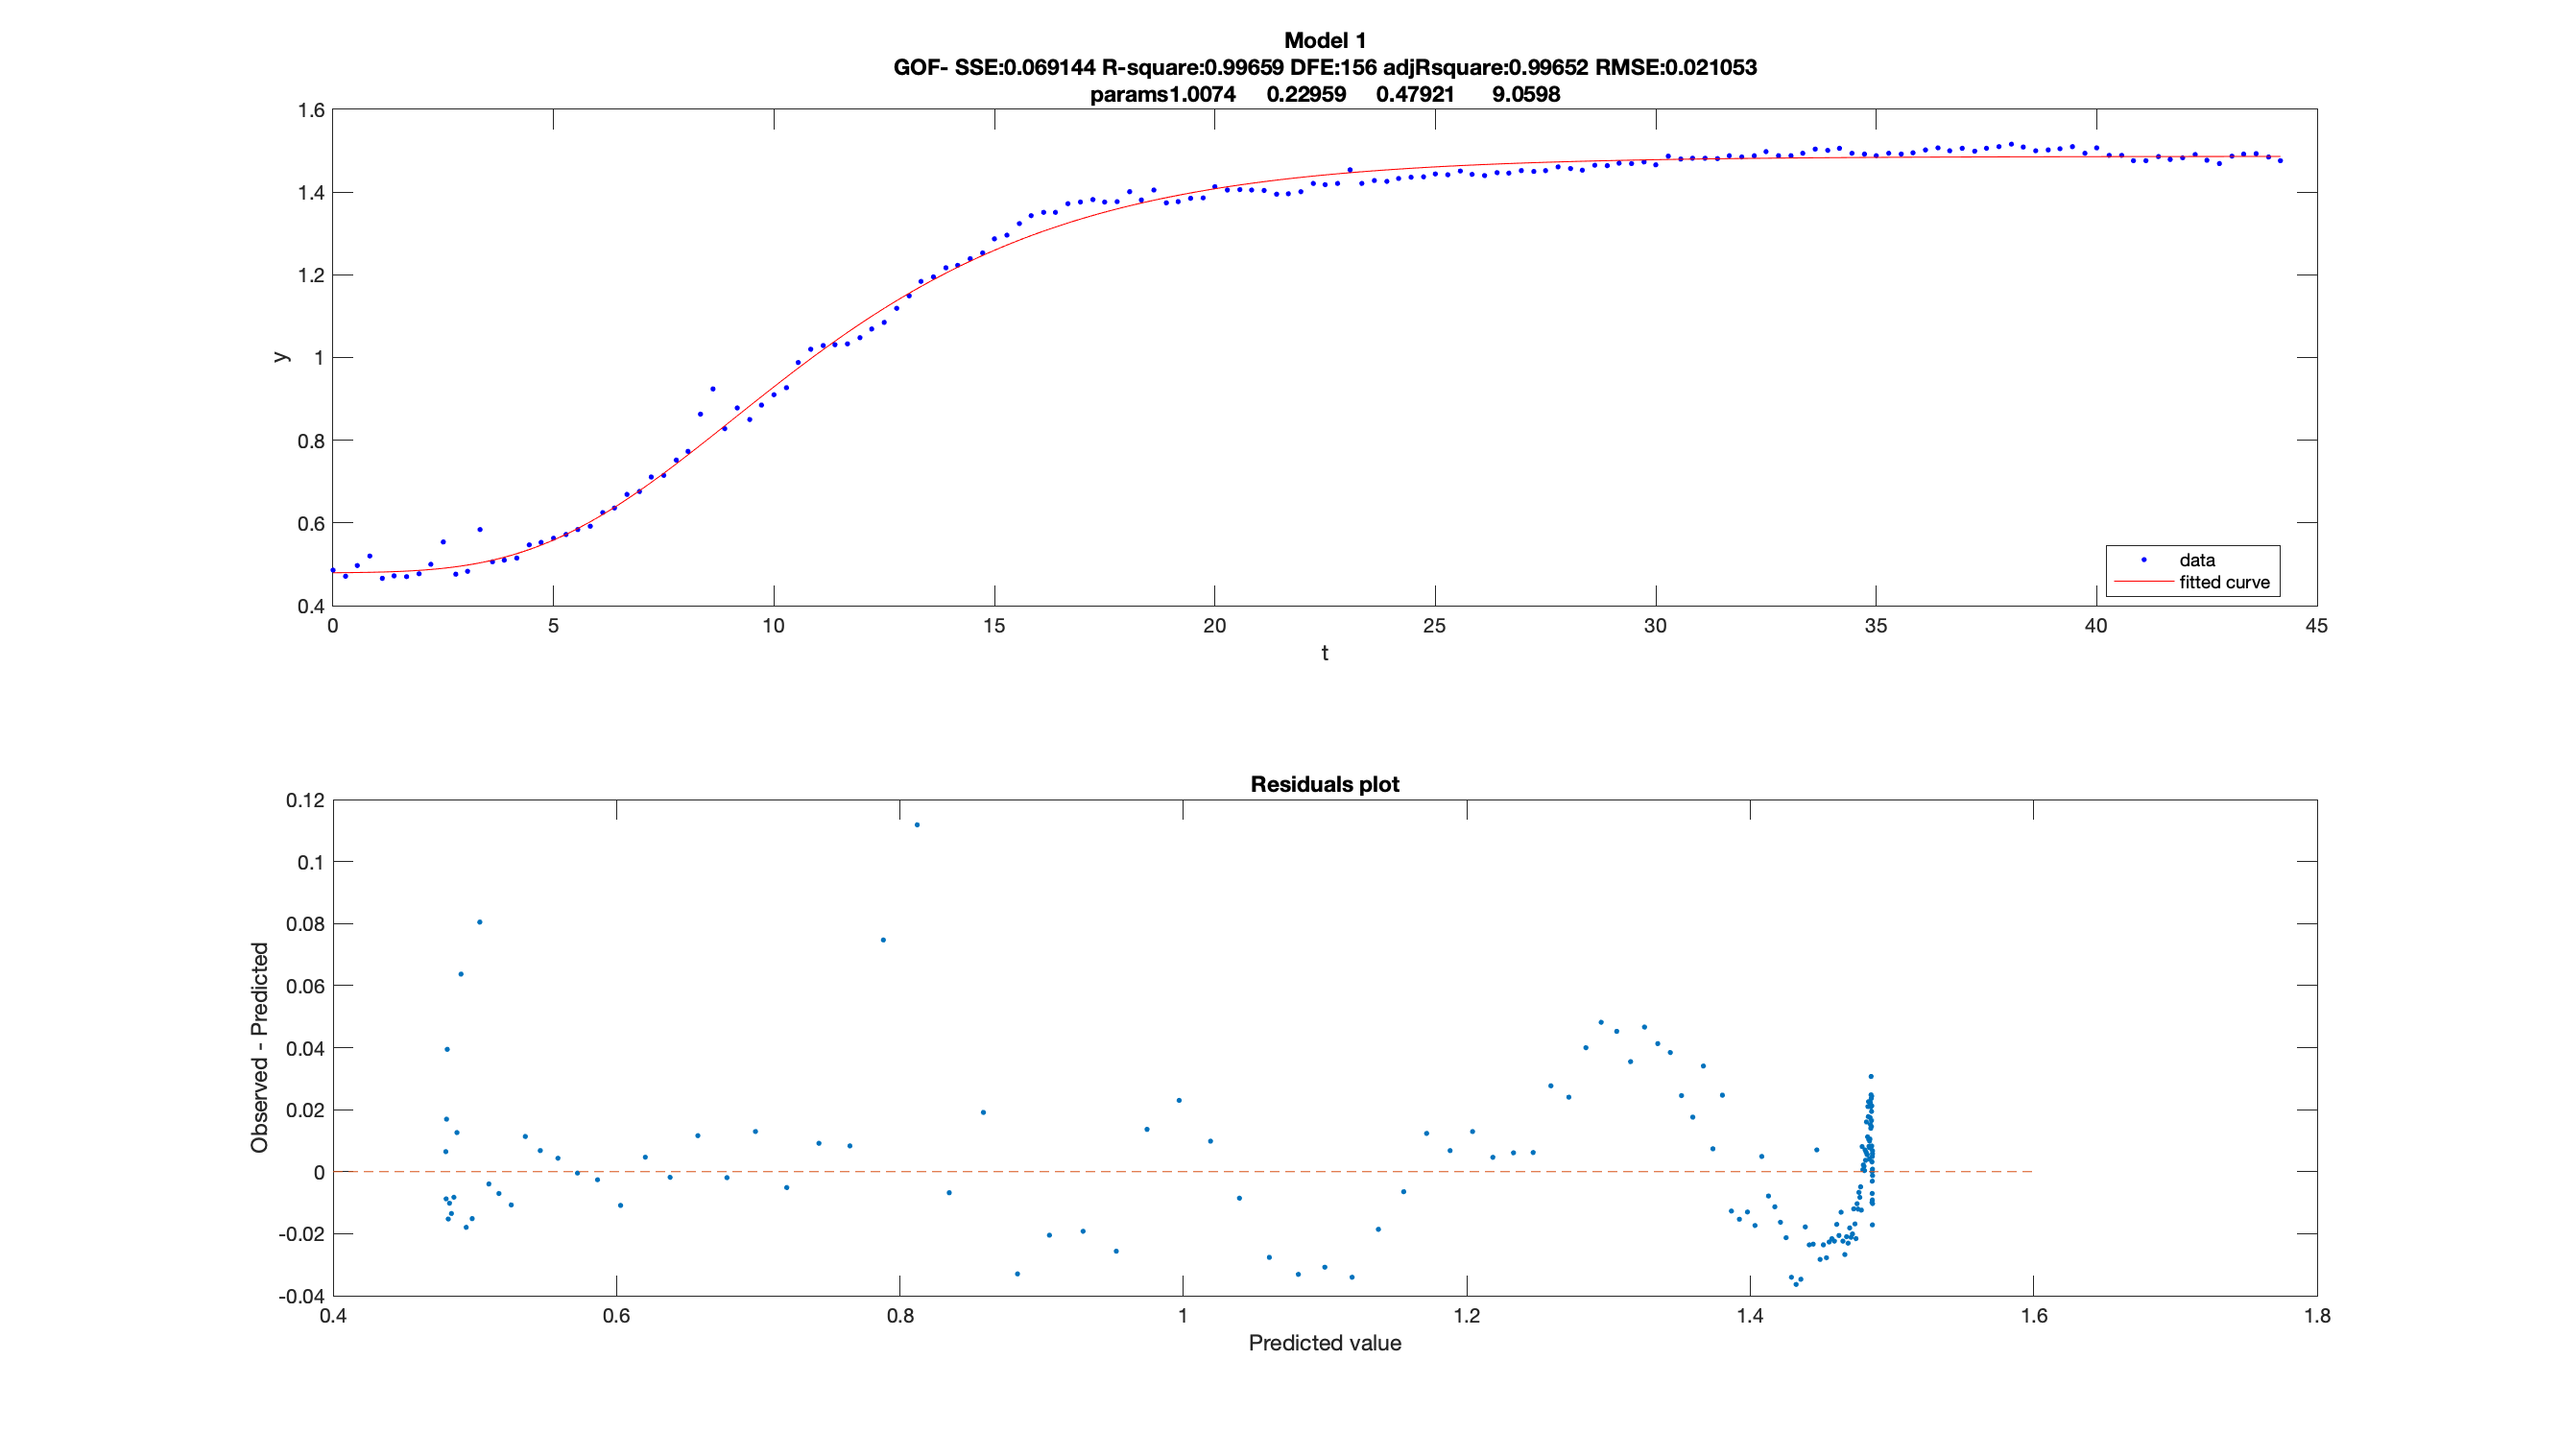 Model 1
GOF- SSE:0.069144 R-square:0.99659 DFE:156 adjRsquare:0.99652 RMSE:0.021053
params1.0074 0.22959 0.47921 9.0598
1.6
1.4
1.2
1
0.8
0.6
0.4
y
0 5 10 15 20 25 30 35 40 45
t
data
fitted curve
Residuals plot
0.12
0.1
0.08
0.06
0.04
0.02
0
-0.02
-0.04
Observed - Predicted
0.4 0.6 0.8 1 1.2 1.4 1.6 1.8
Predicted value